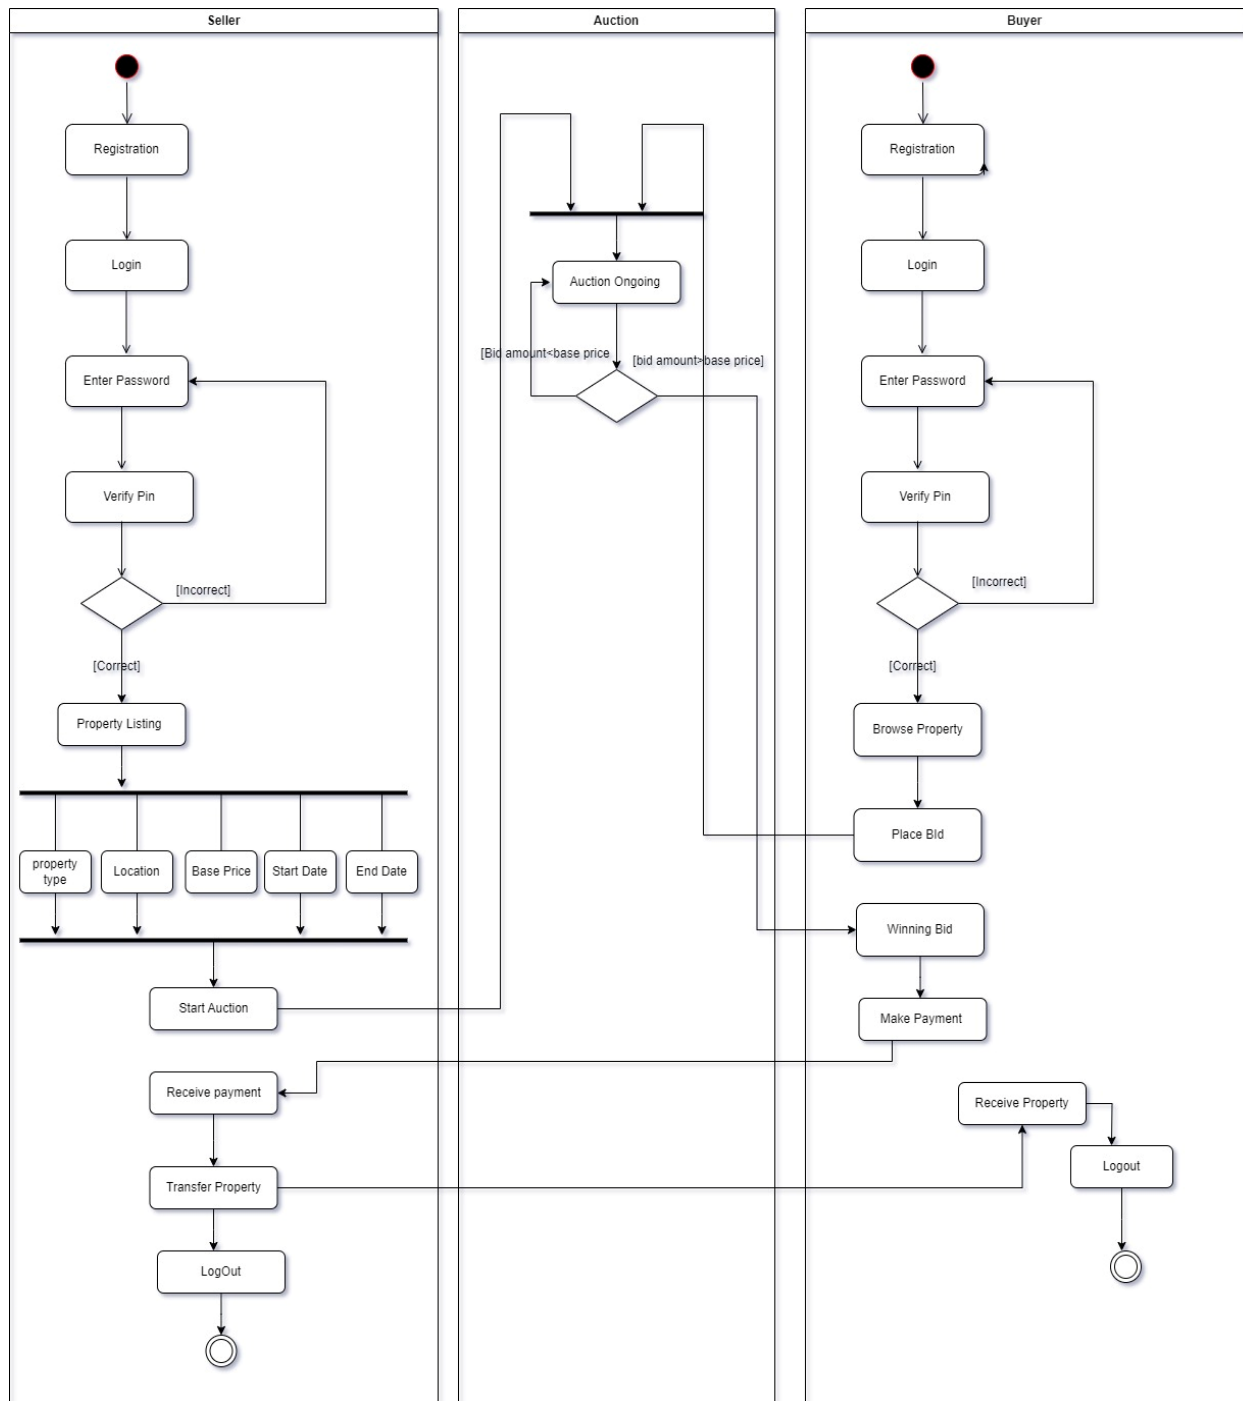 Seller
Auction
Buyer
Registration
Login
Enter Password
Verify Pin
[Incorrect]
[Correct]
Property Listing
property
type
Location
Base Price
Start Date
End Date
Start Auction
Receive payment
Transfer Property
LogOut
Auction Ongoing
[Bid amount<base price
[bid amount>base price]
Registration
Login
Enter Password
Verify Pin
[Incorrect]
[Correct]
Browse Property
Place BId
Winning Bid
Make Payment
Receive Property
Logout